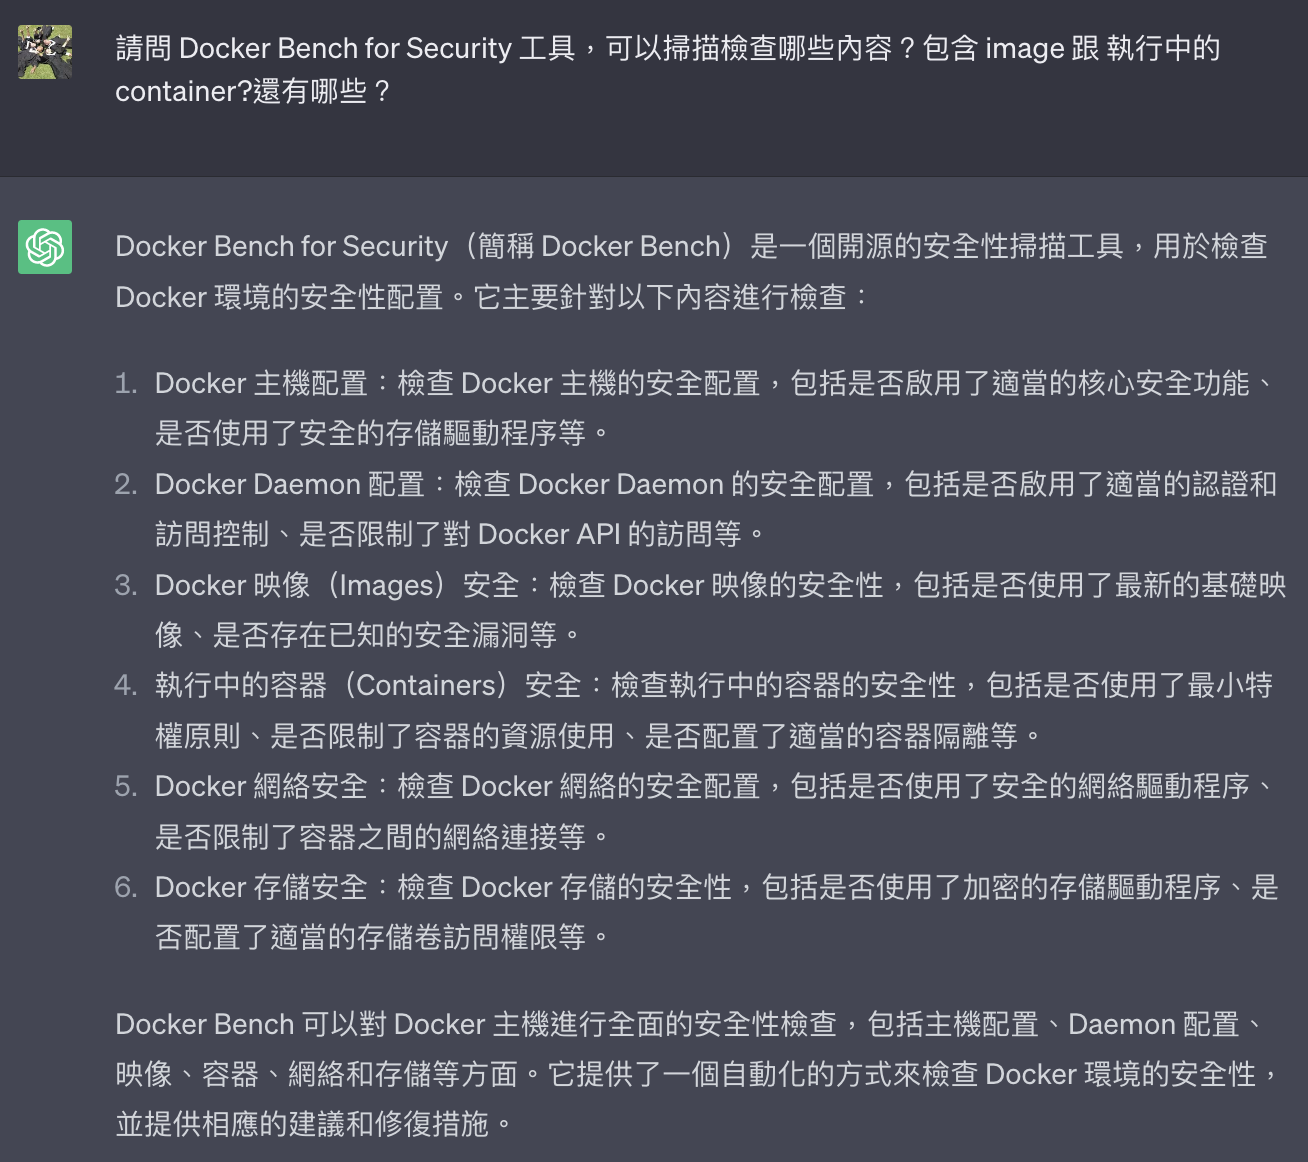 請問 Docker Bench for Security 工具，可以掃描檢查哪些內容？包含 image 跟 執行中的
container?還有哪些？
Docker Bench for Security（簡稱 Docker Bench）是一個開源的安全性掃描工具，用於檢查
Docker 環境的安全性配置。它主要針對以下內容進行檢查：
1. Docker 主機配置：檢查 Docker 主機的安全配置，包括是否啟用了適當的核心安全功能、
是否使用了安全的存儲驅動程序等。
2. Docker Daemon 配置：檢查 Docker Daemon 的安全配置，包括是否啟用了適當的認證和
訪問控制、是否限制了對 Docker API 的訪問等。
3. Docker 映像（Images）安全：檢查 Docker 映像的安全性，包括是否使用了最新的基礎映
像、是否存在已知的安全漏洞等。
4. 執行中的容器（Containers）安全：檢查執行中的容器的安全性，包括是否使用了最小特
權原則、是否限制了容器的資源使用、是否配置了適當的容器隔離等。
5. Docker 網絡安全：檢查 Docker 網絡的安全配置，包括是否使用了安全的網絡驅動程序、
是否限制了容器之間的網絡連接等。
6. Docker 存儲安全：檢查 Docker 存儲的安全性，包括是否使用了加密的存儲驅動程序、是
否配置了適當的存儲卷訪問權限等。
Docker Bench 可以對 Docker 主機進行全面的安全性檢查，包括主機配置、Daemon 配置、
映像、容器、網絡和存儲等方面。它提供了一個自動化的方式來檢查 Docker 環境的安全性，
並提供相應的建議和修復措施。